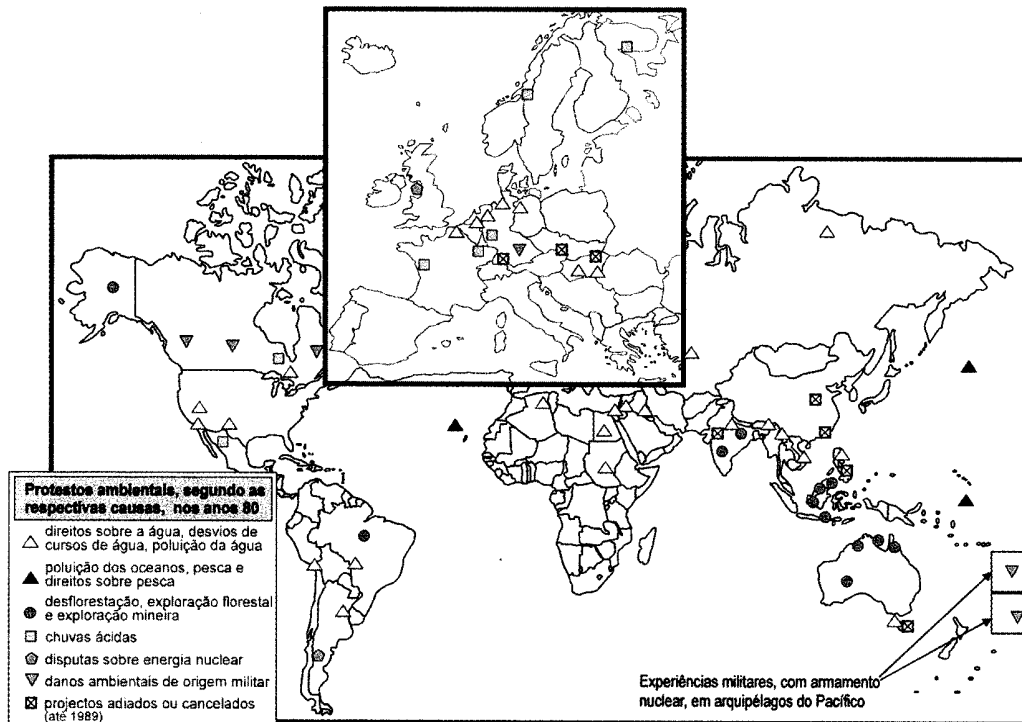 Protestos ambientais, segundo as
respectivas causas, nos anos 80
direitos sobre a água, desvios de
cursos de água, poluição da água
poluição dos oceanos, pesca e
direitos sobre pesca
desflorestação, exploração florestal
e exploração mineira
chuvas ácidas
disputas sobre energia nuclear
danos ambientais de origem militar
projectos adiados ou cancelados
(até 1989)
Experiências militares, com armamento
nuclear, em arquipélagos do Pacífico